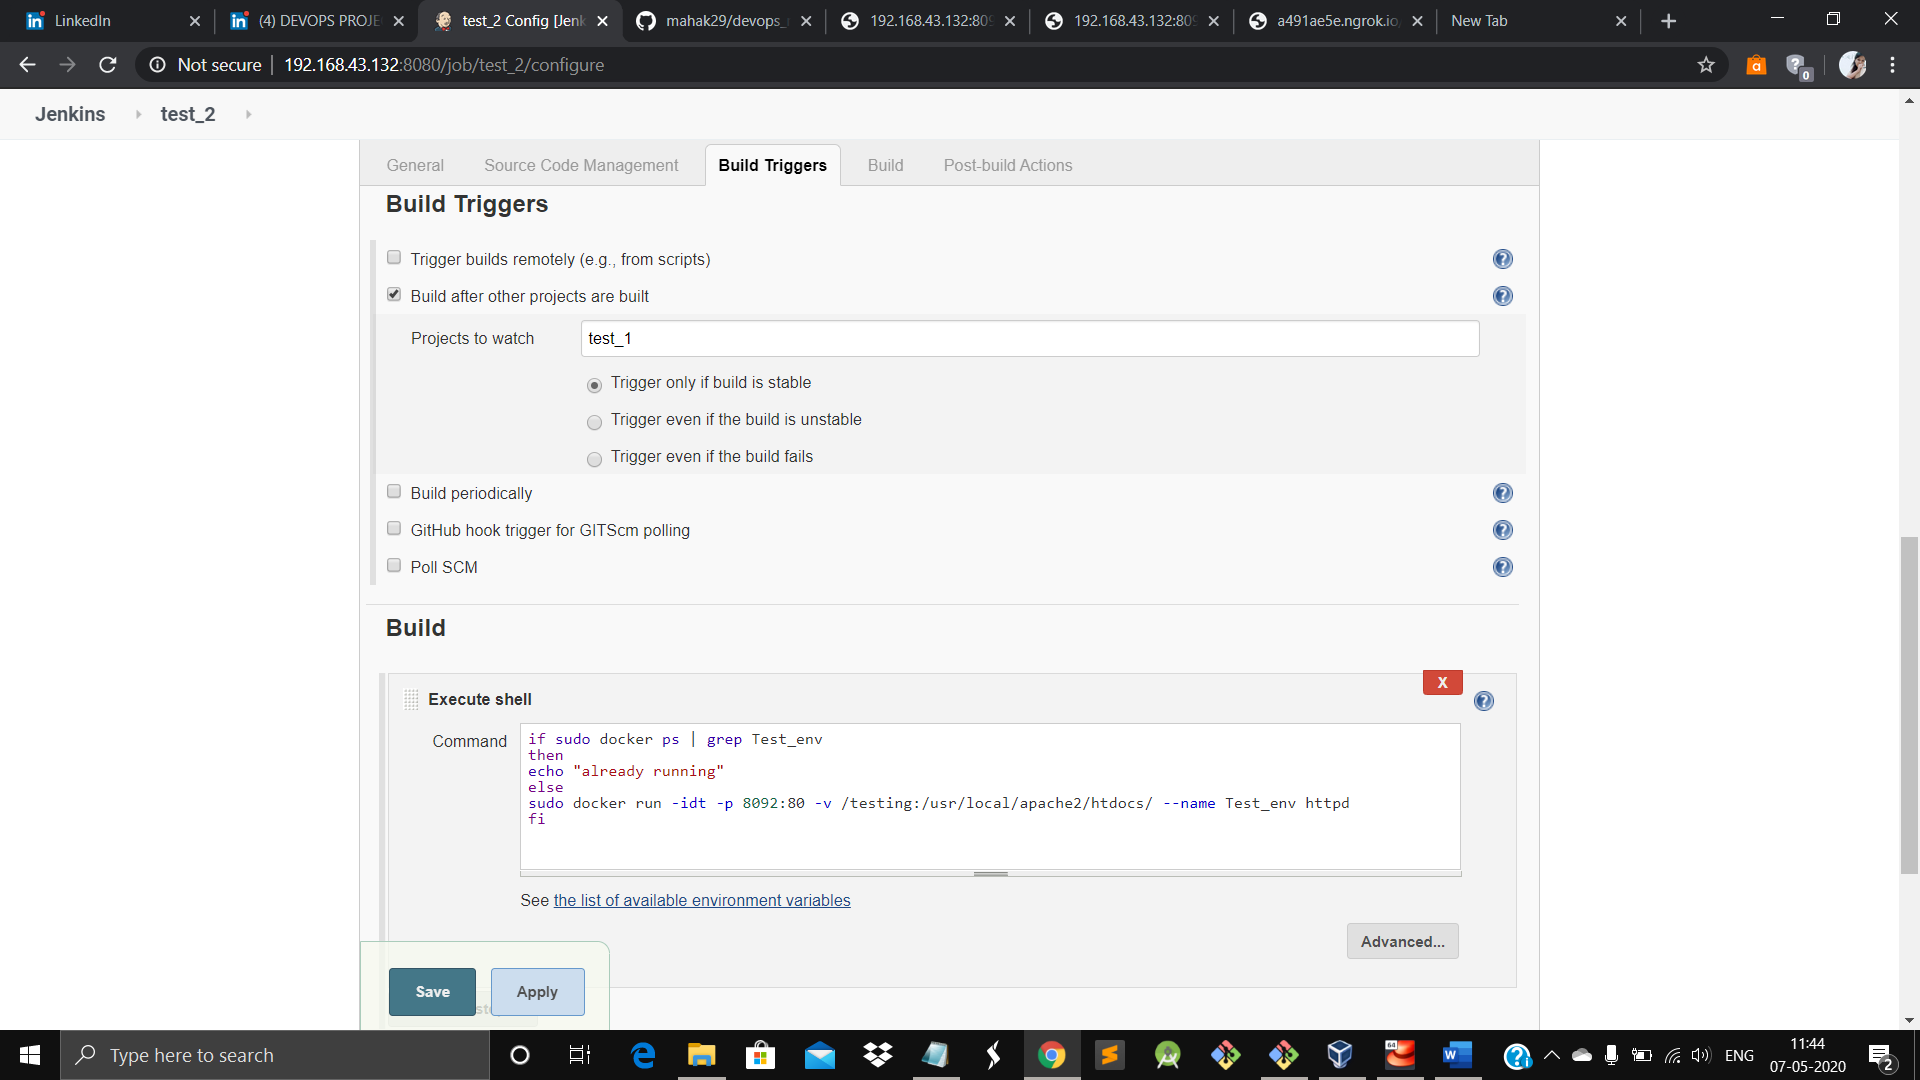 LinkedIn
(4) DEVOPS PROJE
test_2 Config [Jenk
mahak29/devops_
192.168.43.132:809
192.168.43.132:809
a491ae5e.ngrok.io
New Tab
Not secure
192.168.43.132:8080/job/test_2/configure
0
Jenkins
test_2
General
Source Code Management
Build Triggers
Build
Post-build Actions
Build Triggers
Trigger builds remotely (e.g., from scripts)
Build after other projects are built
Projects to watch
test_1
Trigger only if build is stable
Trigger even if the build is unstable
Trigger even if the build fails
Build periodically
GitHub hook trigger for GITScm polling
Poll SCM
Build
X
Execute shell
Command
if sudo docker ps | grep Test_env
then
echo "already running"
else
sudo docker run -idt -p 8092:80 -v /testing:/usr/local/apache2/htdocs/ --name Test_env httpd
fi
See the list of available environment variables
Advanced...
Save
Apply
Type here to search
ENG
11:44
07-05-2020
2